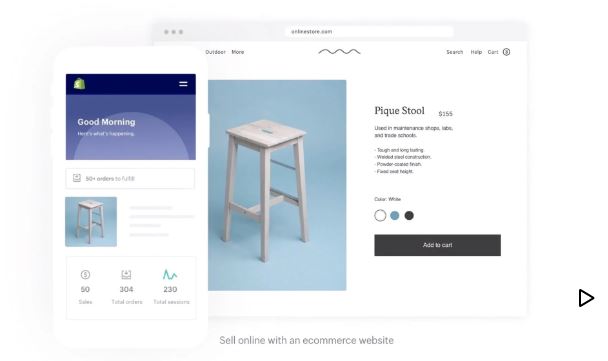 onlinestore.com
Outdoor More
Search Help Cart
Good Morning
Here's what's happening.
50+ orders to fulfill
50 304 230
Sales Total orders Total sessions
Pique Stool $155
Used in maintenance shops, labs,
and trade schools.
- Tough and long lasting.
- Welded steel construction.
- Powder-coated finish.
- Fixed seat height.
Color: White
Add to cart
Sell online with an ecommerce website